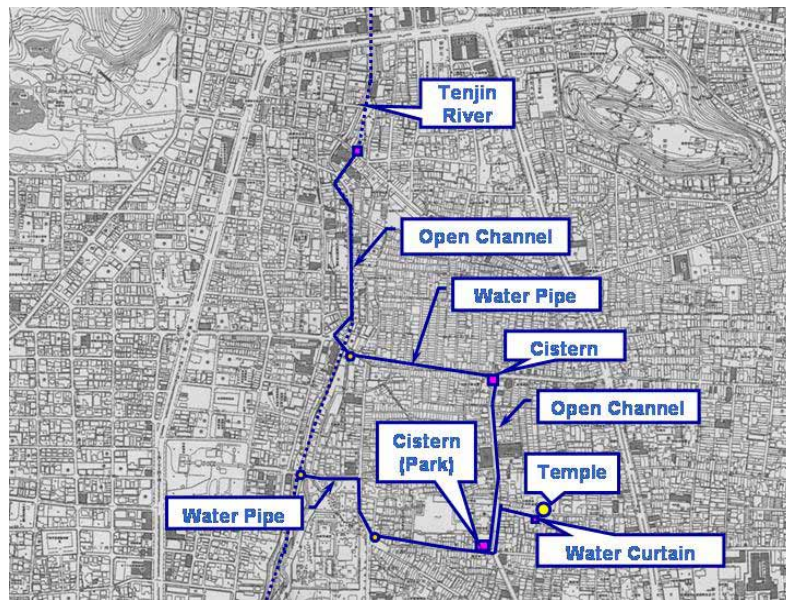 Tenjin
River
Open Channel
Water Pipe
Cistern
Open Channel
Cistern
(Park)
Temple
Water Pipe
Water Curtain